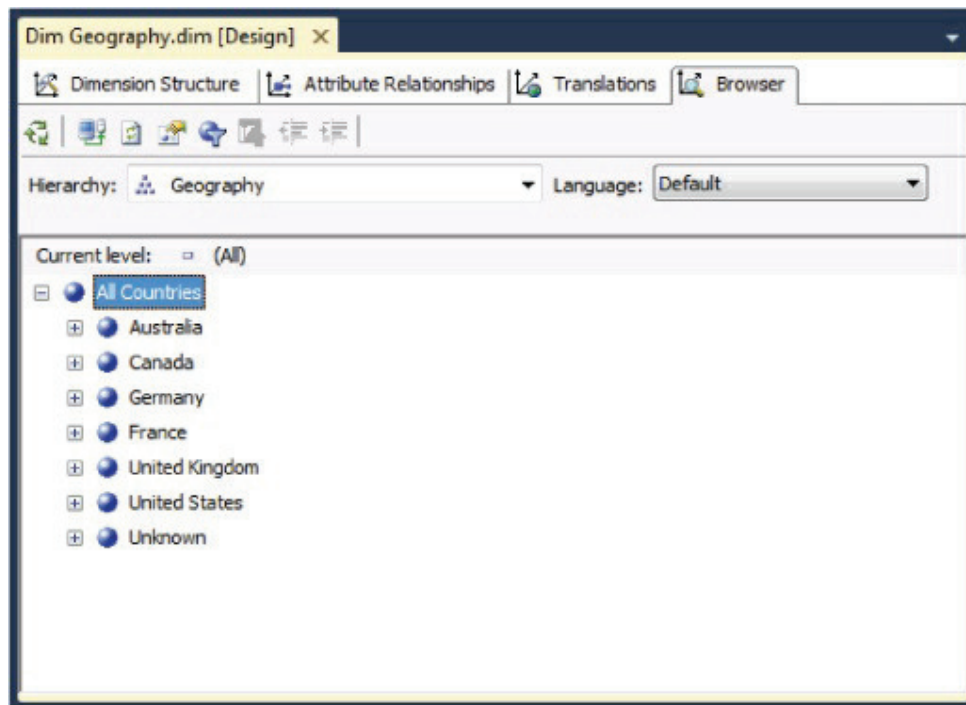 Dim Geography.dim [Design]
Dimension Structure Attribute Relationships Translations Browser
Hierarchy: Geography Language: Default
Current level: (All)
All Countries
Australia
Canada
Germany
France
United Kingdom
United States
Unknown